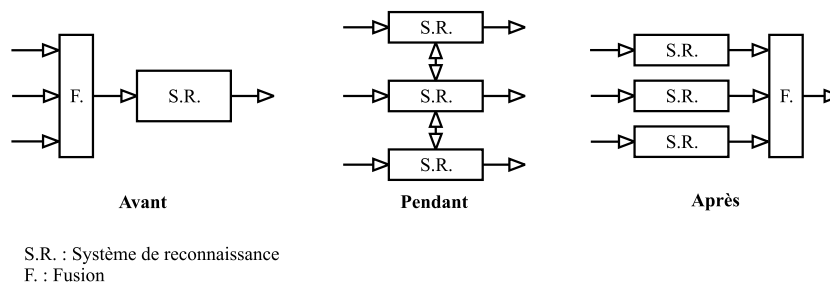 S.R.
F.
S.R.
S.R.
S.R.
S.R.
S.R.
S.R.
F.
Avant
Pendant
Après
S.R. : Système de reconnaissance
F. : Fusion